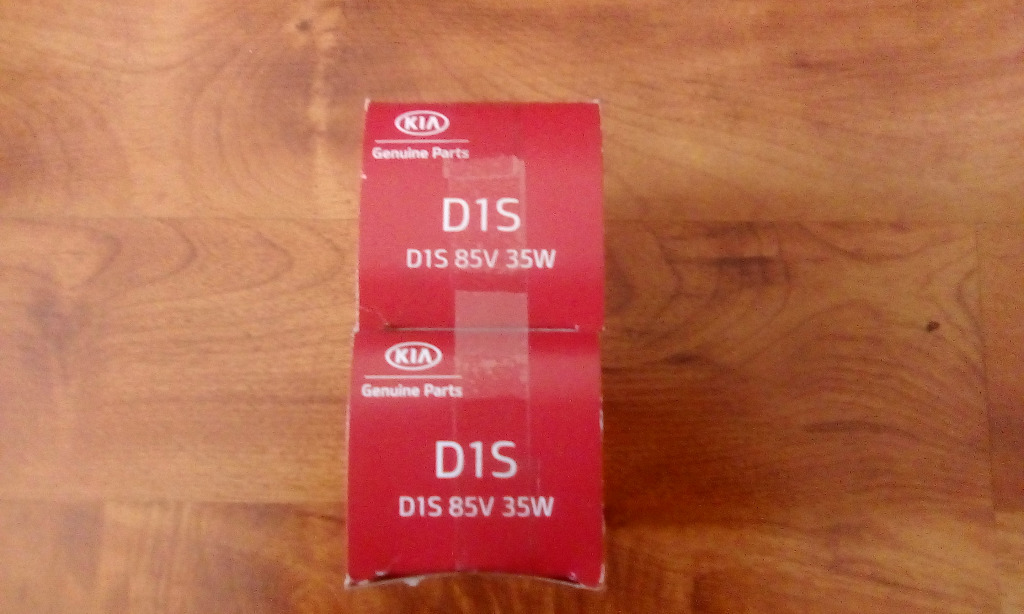 KIA
Genuine Parts
D1S
D1S 85V 35W
KIA
Genuine Parts
D1S
D1S 85V 35W